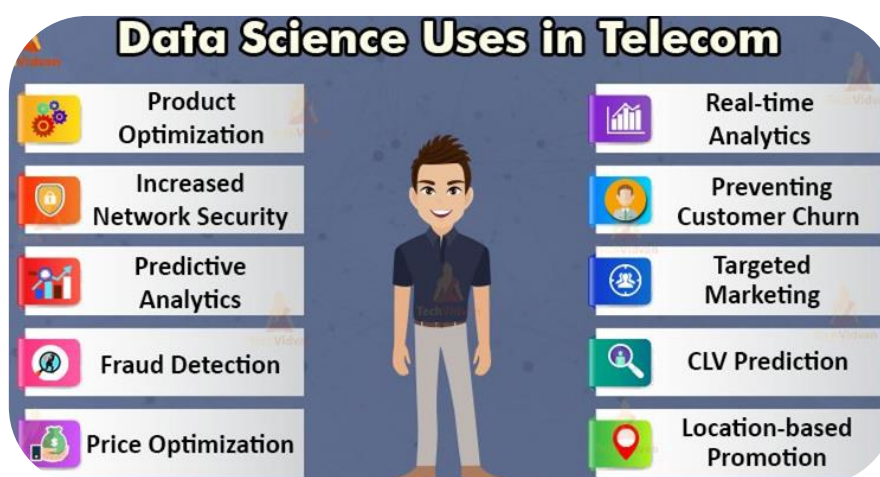 Data Science Uses in Telecom
Product
Optimization
Increased
Network Security
Predictive
Analytics
Fraud Detection
Price Optimization
Real-time
Analytics
Preventing
Customer Churn
Targeted
Marketing
CLV Prediction
Location-based
Promotion
TechVidvan